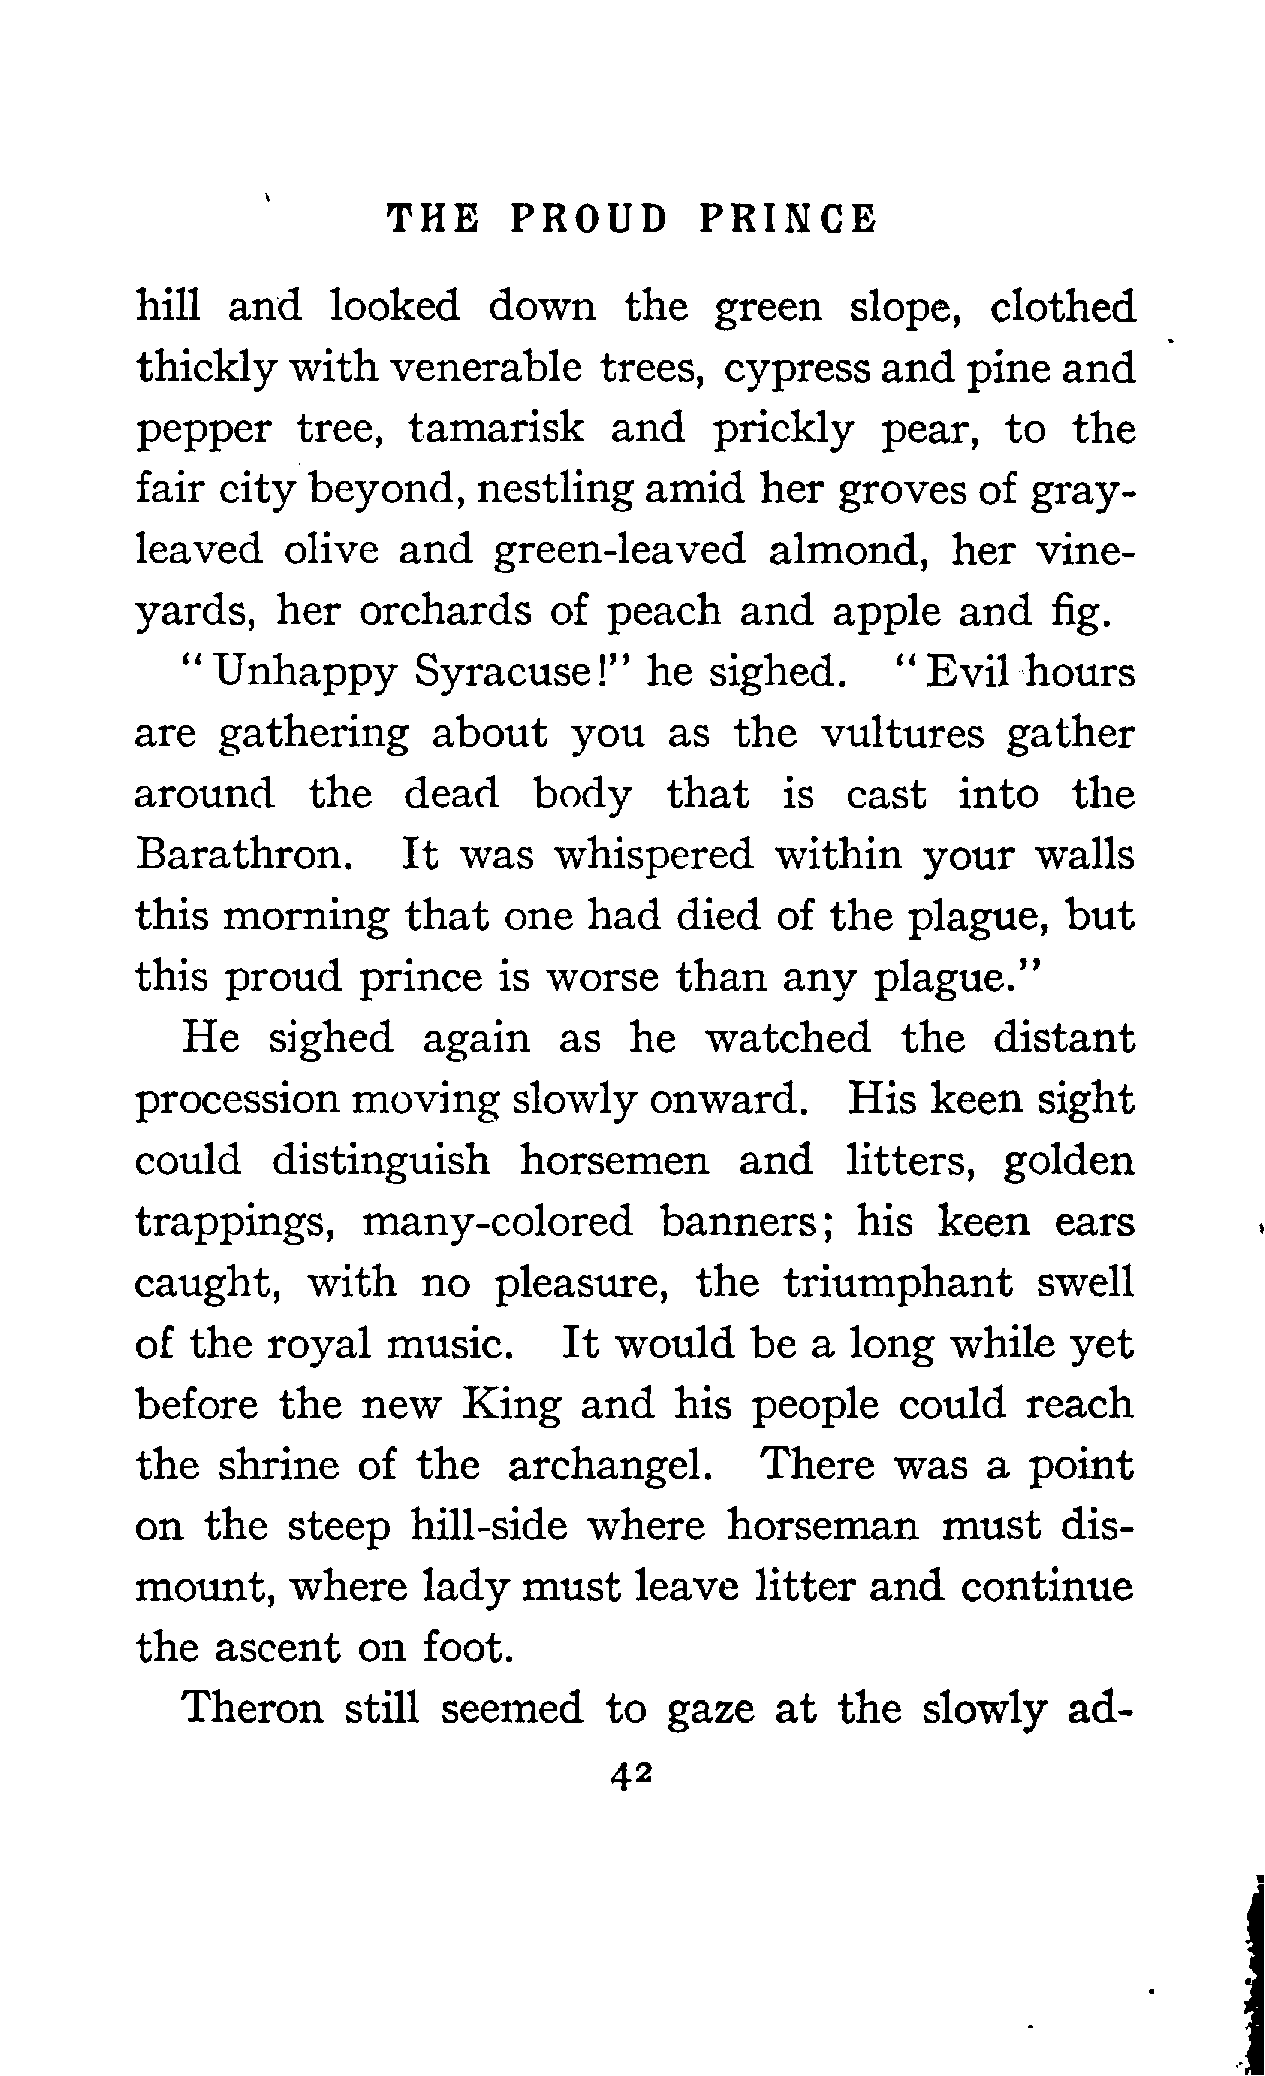 THE PROUD PRINCE
hill and looked down the green slope, clothed
thickly with venerable trees, cypress and pine and
pepper tree, tamarisk and prickly pear, to the
fair city beyond, nestling amid her groves of gray-
leaved olive and green-leaved almond, her vine-
yards, her orchards of peach and apple and fig.
"Unhappy Syracuse!" he sighed. "Evil hours
are gathering about you as the vultures gather
around the dead body that is cast into the
Barathron. It was whispered within your walls
this morning that one had died of the plague, but
this proud prince is worse than any plague."
He sighed again as he watched the distant
procession moving slowly onward. His keen sight
could distinguish horsemen and litters, golden
trappings, many-colored banners; his keen ears
caught, with no pleasure, the triumphant swell
of the royal music. It would be a long while yet
before the new King and his people could reach
the shrine of the archangel. There was a point
on the steep hill-side where horseman must dis-
mount, where lady must leave litter and continue
the ascent on foot.
Theron still seemed to gaze at the slowly ad-
42